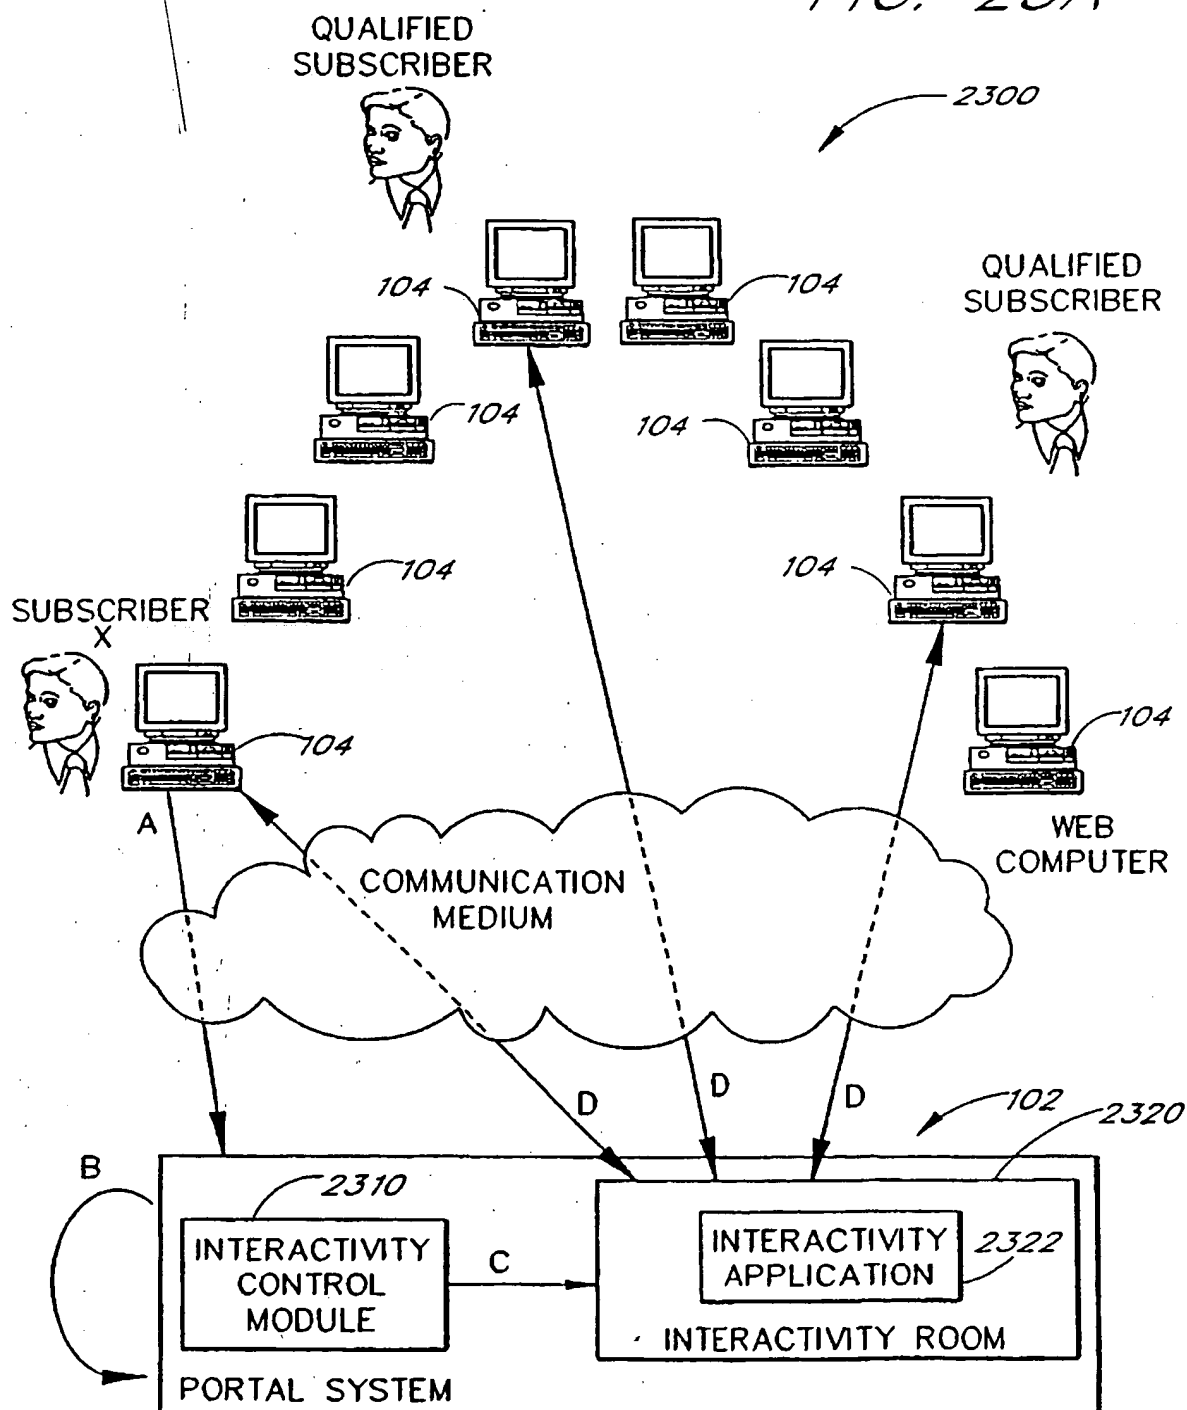 FIG. 23A
QUALIFIED
SUBSCRIBER
2300
QUALIFIED
SUBSCRIBER
104
104
104
104
104
104
SUBSCRIBER
X
104
104
A
WEB
COMPUTER
COMMUNICATION
MEDIUM
D
D
D
102
2320
B
2310
INTERACTIVITY
CONTROL
MODULE
C
INTERACTIVITY
APPLICATION
2322
INTERACTIVITY ROOM
PORTAL SYSTEM